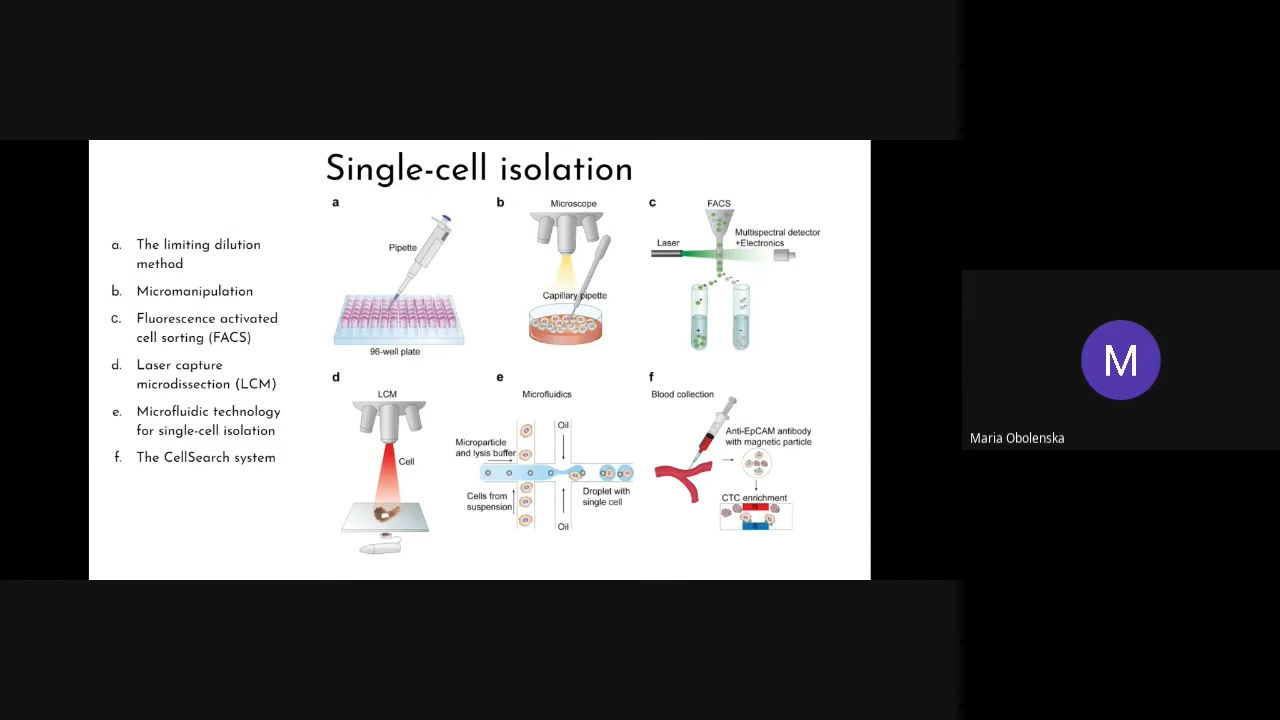 Single-cell isolation
a. The limiting dilution
method
b. Micromanipulation
c. Fluorescence activated
cell sorting (FACS)
d. Laser capture
microdissection (LCM)
e. Microfluidic technology
for single-cell isolation
f. The CellSearch system
a
Pipette
96-well plate
b
Microscope
Capillary pipette
c
FACS
Laser
Multispectral detector
+Electronics
+
-
d
LCM
Cell
e
Microfluidics
Oil
Microparticle
and lysis buffer
Cells from
suspension
Droplet with
single cell
Oil
f
Blood collection
Anti-EpCAM antibody
with magnetic particle
CTC enrichment
M
Maria Obolenska